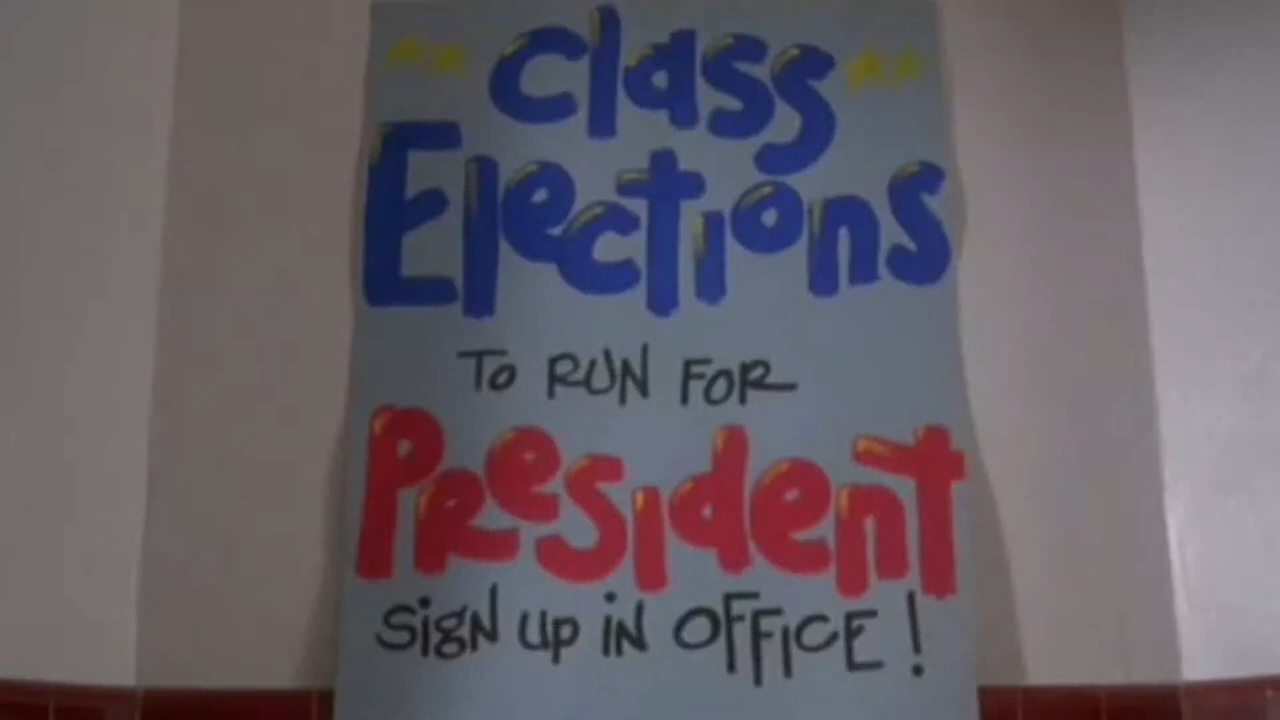 Class
Elections
To RUN FOR
President
SigN up iN OFFICE!